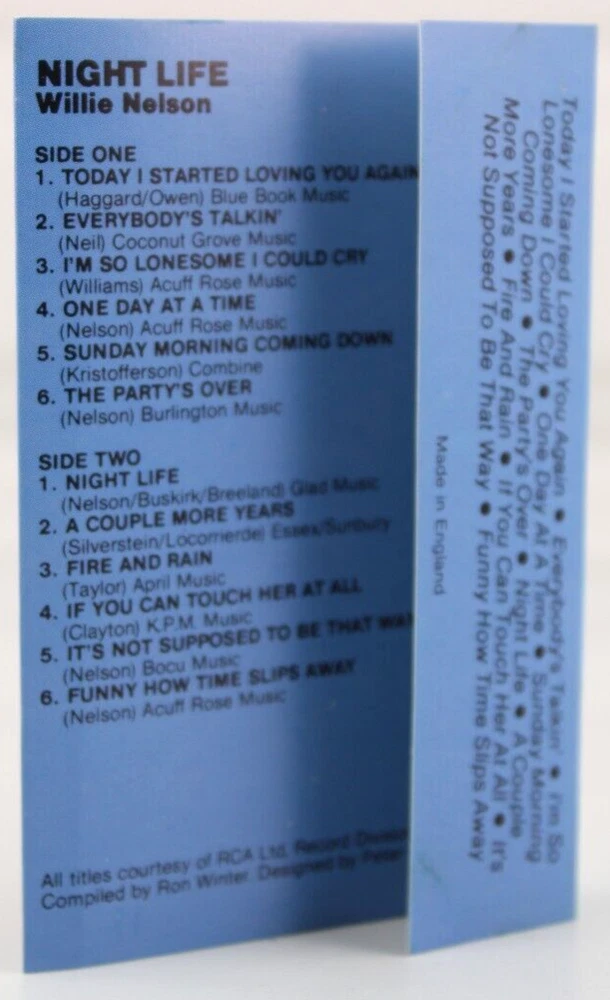 NIGHT LIFE
Willie Nelson
SIDE ONE
1. TODAY I STARTED LOVING YOU AGAIN
(Haggard/Owen) Blue Book Music
2. EVERYBODY'S TALKIN'
(Neil) Coconut Grove Music
3. I'M SO LONESOME I COULD CRY
(Williams) Acuff Rose Music
4. ONE DAY AT A TIME
(Nelson) Acuff Rose Music
5. SUNDAY MORNING COMING DOWN
(Kristofferson) Combine
6. THE PARTY'S OVER
(Nelson) Burlington Music
SIDE TWO
1. NIGHT LIFE
(Nelson/Buskirk/Breeland) Glad Music
2. A COUPLE MORE YEARS
(Silverstein/Locorrierde) Essex/Sunbury
3. FIRE AND RAIN
(Taylor) April Music
4. IF YOU CAN TOUCH HER AT ALL
(Clayton) K.P.M. Music
5. IT'S NOT SUPPOSED TO BE THAT WAY
(Nelson) Bocu Music
6. FUNNY HOW TIME SLIPS AWAY
(Nelson) Acuff Rose Music
All titles courtesy of RCA Ltd. Record Division
Compiled by Ron Winter. Designed by Peter
Today I Started Loving You Again • Everybody's Talkin' • I'm So
Lonesome I Could Cry • One Day At A Time • Sunday Morning
Coming Down • The Party's Over • Night Life • A Couple
More Years • Fire And Rain • If You Can Touch Her At All • It's
Not Supposed To Be That Way • Funny How Time Slips Away
Made in England